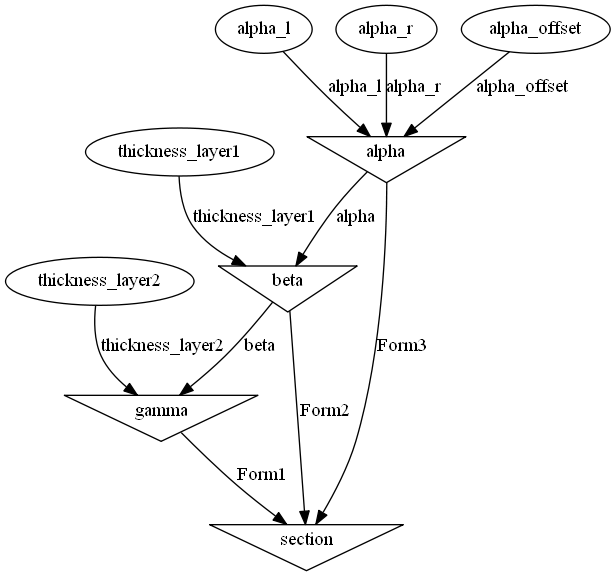 alpha_l
alpha_r
alpha_offset
alpha_l
alpha_r
alpha_offset
thickness_layer1
alpha
thickness_layer1
alpha
thickness_layer2
beta
thickness_layer2
beta
Form3
gamma
Form2
Form1
section